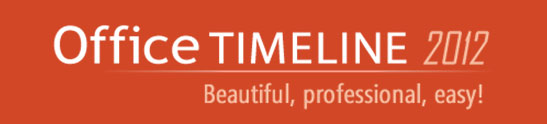 Office TIMELINE 2012
Beautiful, professional, easy!